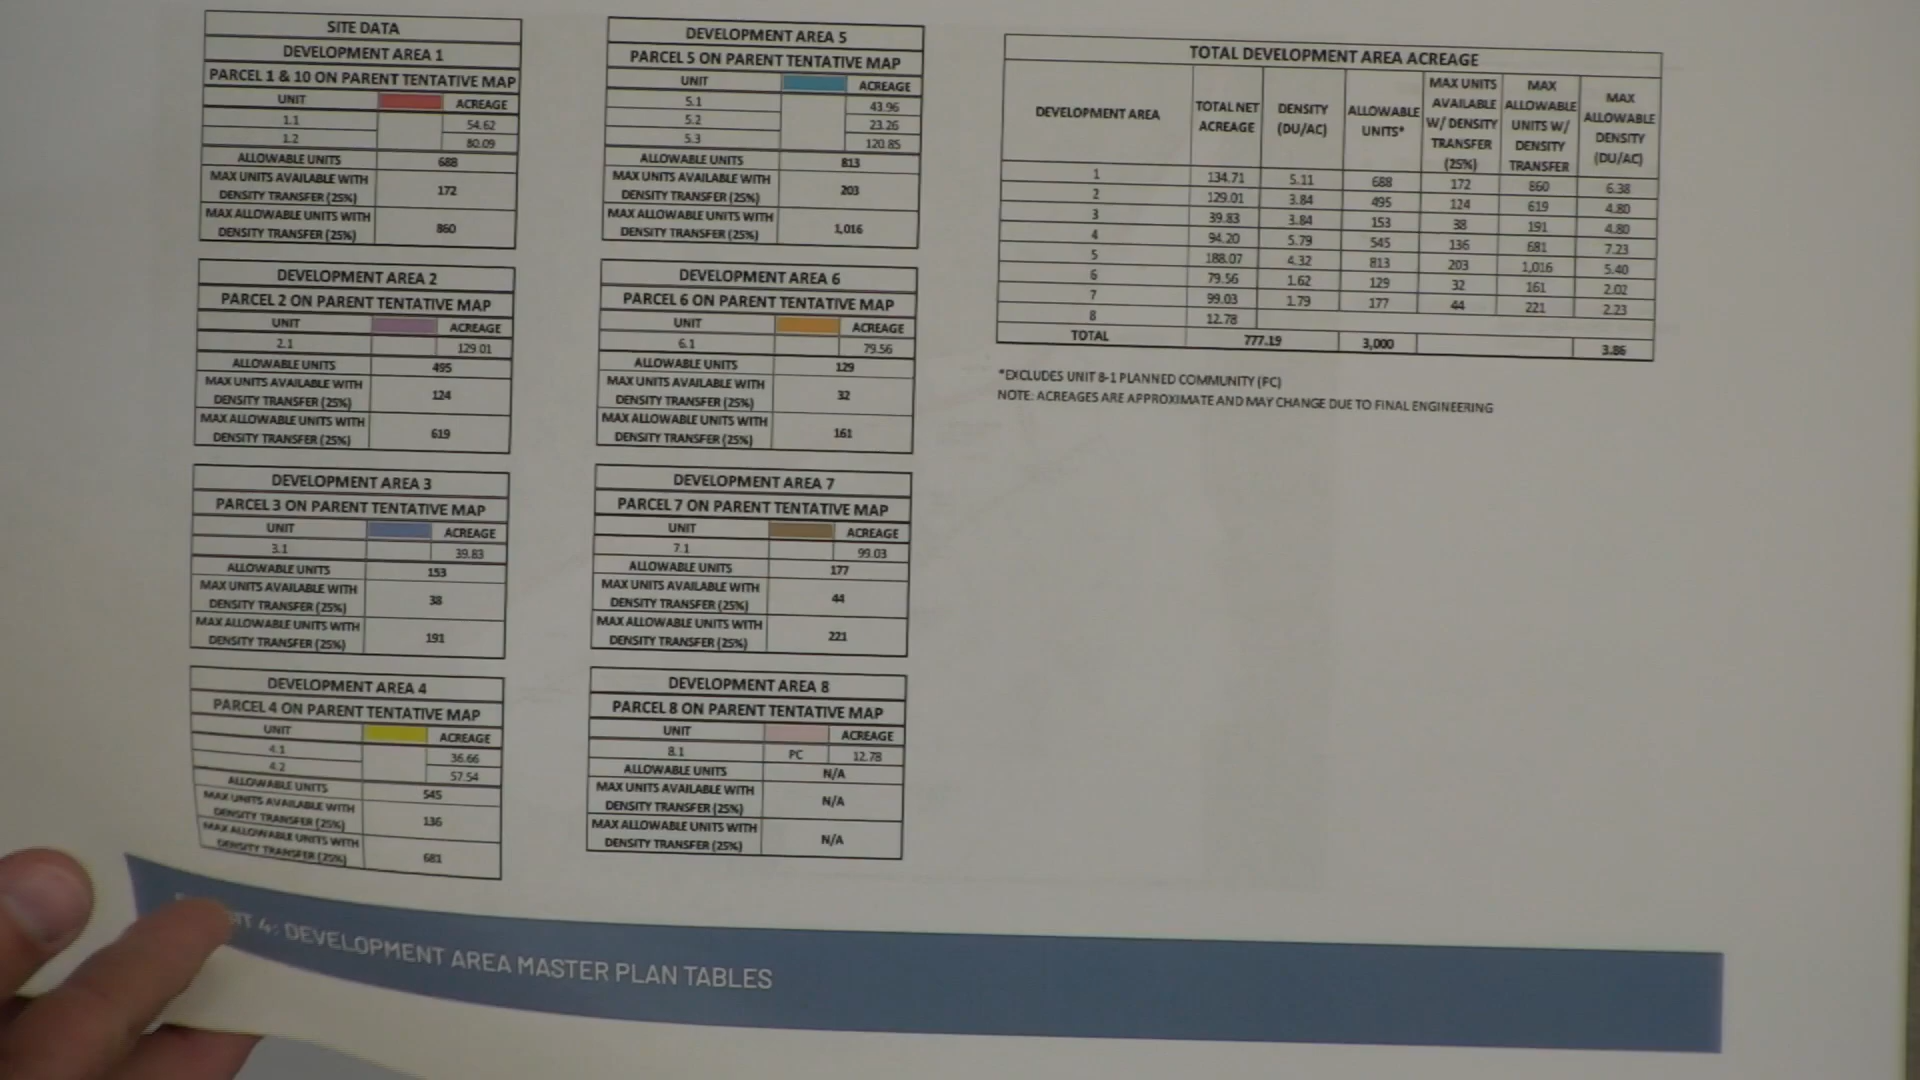 SITE DATA
DEVELOPMENT AREA 1
PARCEL 1 & 10 ON PARENT TENTATIVE MAP
UNIT ACREAGE
1.1 54.62
1.2 80.09
ALLOWABLE UNITS 688
MAX UNITS AVAILABLE WITH
DENSITY TRANSFER (25%) 172
MAX ALLOWABLE UNITS WITH
DENSITY TRANSFER (25%) 860
DEVELOPMENT AREA 2
PARCEL 2 ON PARENT TENTATIVE MAP
UNIT ACREAGE
2.1 129.01
ALLOWABLE UNITS 495
MAX UNITS AVAILABLE WITH
DENSITY TRANSFER (25%) 124
MAX ALLOWABLE UNITS WITH
DENSITY TRANSFER (25%) 619
DEVELOPMENT AREA 3
PARCEL 3 ON PARENT TENTATIVE MAP
UNIT ACREAGE
3.1 39.83
ALLOWABLE UNITS 153
MAX UNITS AVAILABLE WITH
DENSITY TRANSFER (25%) 38
MAX ALLOWABLE UNITS WITH
DENSITY TRANSFER (25%) 191
DEVELOPMENT AREA 4
PARCEL 4 ON PARENT TENTATIVE MAP
UNIT ACREAGE
4.1 36.66
4.2 57.54
ALLOWABLE UNITS 545
MAX UNITS AVAILABLE WITH
DENSITY TRANSFER (25%) 136
MAX ALLOWABLE UNITS WITH
DENSITY TRANSFER (25%) 681
DEVELOPMENT AREA 5
PARCEL 5 ON PARENT TENTATIVE MAP
UNIT ACREAGE
5.1 43.96
5.2 23.26
5.3 120.85
ALLOWABLE UNITS 813
MAX UNITS AVAILABLE WITH
DENSITY TRANSFER (25%) 203
MAX ALLOWABLE UNITS WITH
DENSITY TRANSFER (25%) 1,016
DEVELOPMENT AREA 6
PARCEL 6 ON PARENT TENTATIVE MAP
UNIT ACREAGE
6.1 79.56
ALLOWABLE UNITS 129
MAX UNITS AVAILABLE WITH
DENSITY TRANSFER (25%) 32
MAX ALLOWABLE UNITS WITH
DENSITY TRANSFER (25%) 161
DEVELOPMENT AREA 7
PARCEL 7 ON PARENT TENTATIVE MAP
UNIT ACREAGE
7.1 99.03
ALLOWABLE UNITS 177
MAX UNITS AVAILABLE WITH
DENSITY TRANSFER (25%) 44
MAX ALLOWABLE UNITS WITH
DENSITY TRANSFER (25%) 221
DEVELOPMENT AREA 8
PARCEL 8 ON PARENT TENTATIVE MAP
UNIT ACREAGE
8.1 PC 12.78
ALLOWABLE UNITS N/A
MAX UNITS AVAILABLE WITH
DENSITY TRANSFER (25%) N/A
MAX ALLOWABLE UNITS WITH
DENSITY TRANSFER (25%) N/A
TOTAL DEVELOPMENT AREA ACREAGE
DEVELOPMENT AREA
TOTAL NET
ACREAGE
DENSITY
(DU/AC)
ALLOWABLE
UNITS*
MAX UNITS
AVAILABLE
W/ DENSITY
TRANSFER
(25%)
MAX
ALLOWABLE
UNITS W/
DENSITY
TRANSFER
MAX
ALLOWABLE
DENSITY
(DU/AC)
1 134.71 5.11 688 172 860 6.38
2 129.01 3.84 495 124 619 4.80
3 39.83 3.84 153 38 191 4.80
4 94.20 5.79 545 136 681 7.23
5 188.07 4.32 813 203 1,016 5.40
6 79.56 1.62 129 32 161 2.02
7 99.03 1.79 177 44 221 2.23
8 12.78
TOTAL 777.19 3,000 3.86
*EXCLUDES UNIT 8-1 PLANNED COMMUNITY (PC)
NOTE: ACREAGES ARE APPROXIMATE AND MAY CHANGE DUE TO FINAL ENGINEERING
4: DEVELOPMENT AREA MASTER PLAN TABLES